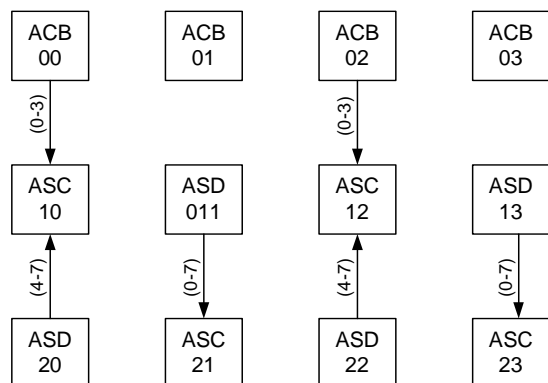 ACB
00
ACB
01
ACB
02
ACB
03
(0-3)
(0-3)
ASC
10
ASD
011
ASC
12
ASD
13
(4-7)
(0-7)
(4-7)
(0-7)
ASD
20
ASC
21
ASD
22
ASC
23